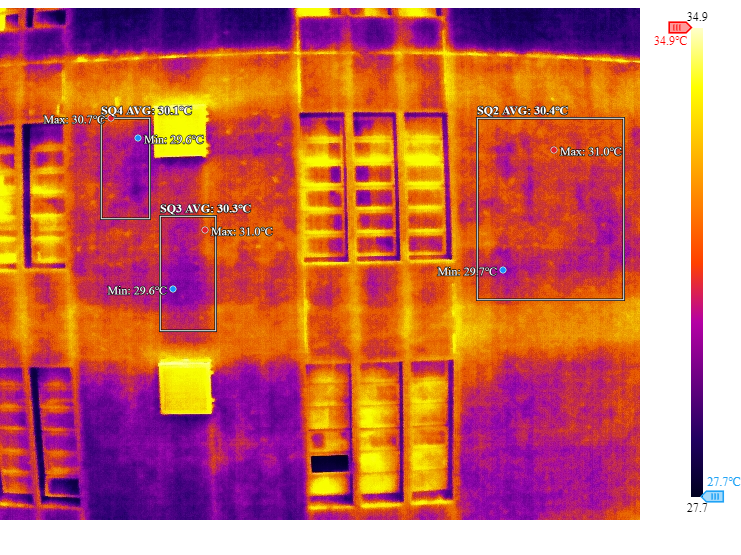 34.9
34.9℃
SQ4 AVG: 30.1℃
Max: 30.7℃
Min: 29.6℃
SQ2 AVG: 30.4℃
Max: 31.0℃
SQ3 AVG: 30.3℃
Max: 31.0℃
Min: 29.7℃
Min: 29.6℃
27.7℃
27.7